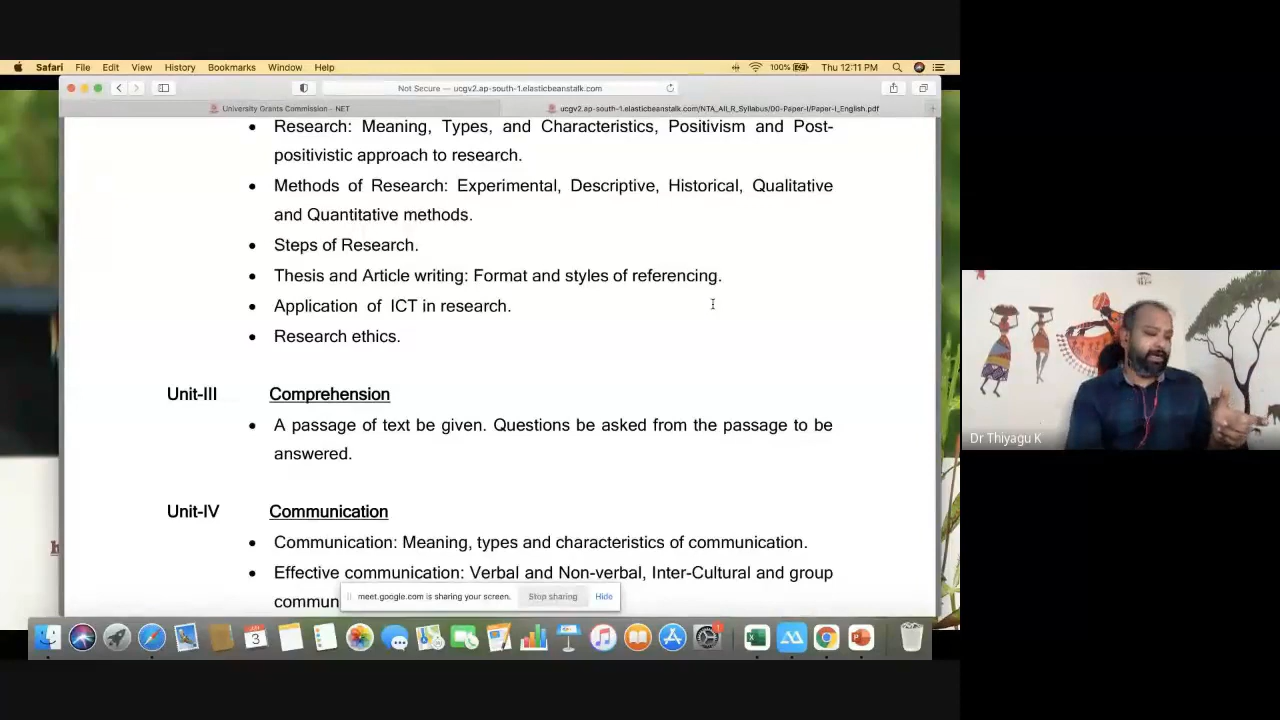 Safari File Edit View History Bookmarks Window Help
100% Thu 12:11 PM
Not Secure — ucgv2.ap-south-1.elasticbeanstalk.com
University Grants Commission - NET
ucgv2.ap-south-1.elasticbeanstalk.com/NTA_All_R_Syllabus/00-Paper-I/Paper-I_English.pdf
• Research: Meaning, Types, and Characteristics, Positivism and Post-
positivistic approach to research.
• Methods of Research: Experimental, Descriptive, Historical, Qualitative
and Quantitative methods.
• Steps of Research.
• Thesis and Article writing: Format and styles of referencing.
• Application of ICT in research.
• Research ethics.
Unit-III Comprehension
• A passage of text be given. Questions be asked from the passage to be
answered.
Unit-IV Communication
• Communication: Meaning, types and characteristics of communication.
• Effective communication: Verbal and Non-verbal, Inter-Cultural and group
commun
meet.google.com is sharing your screen. Stop sharing Hide
3
1
Dr Thiyagu K